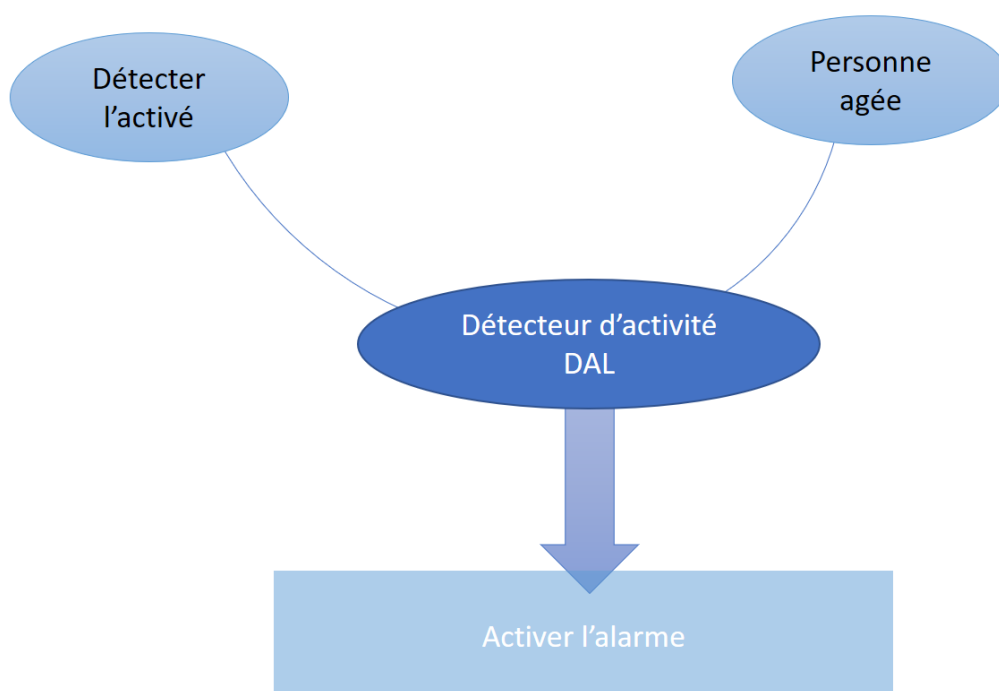 Détecter
l’activé
Personne
agée
Détecteur d’activité
DAL
Activer l’alarme